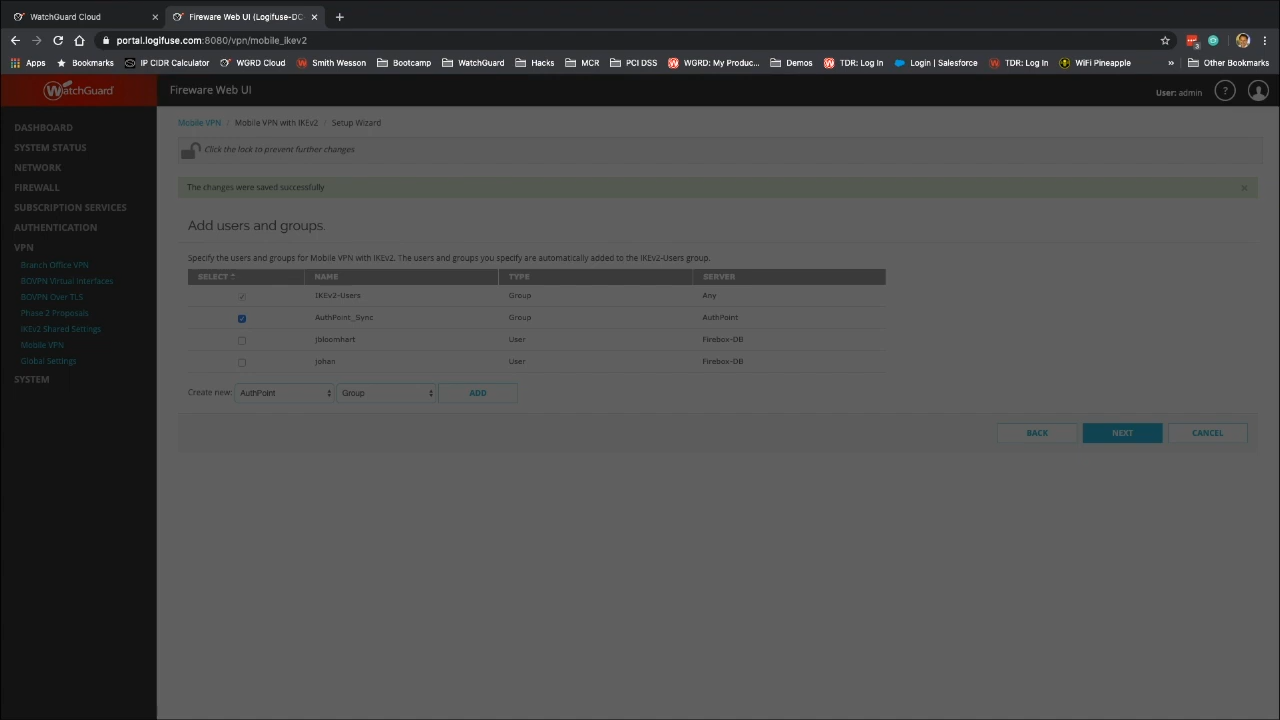 WatchGuard Cloud
Fireware Web UI (Logifuse-DC
portal.logifuse.com:8080/vpn/mobile_ikev2
Apps
Bookmarks
IP CIDR Calculator
WGRD Cloud
Smith Wesson
Bootcamp
WatchGuard
Hacks
MCR
PCI DSS
WGRD: My Produc...
Demos
TDR: Log In
Login | Salesforce
TDR: Log In
WiFi Pineapple
»
Other Bookmarks
WatchGuard
Fireware Web UI
User: admin
?
DASHBOARD
SYSTEM STATUS
NETWORK
FIREWALL
SUBSCRIPTION SERVICES
AUTHENTICATION
VPN
Branch Office VPN
BOVPN Virtual Interfaces
BOVPN Over TLS
Phase 2 Proposals
IKEv2 Shared Settings
Mobile VPN
Global Settings
SYSTEM
Mobile VPN / Mobile VPN with IKEv2 / Setup Wizard
Click the lock to prevent further changes
The changes were saved successfully
Add users and groups.
Specify the users and groups for Mobile VPN with IKEv2. The users and groups you specify are automatically added to the IKEv2-Users group.
SELECT NAME TYPE SERVER
IKEv2-Users Group Any
AuthPoint_Sync Group AuthPoint
jbloomhart User Firebox-DB
johan User Firebox-DB
Create new: AuthPoint Group ADD
BACK NEXT CANCEL